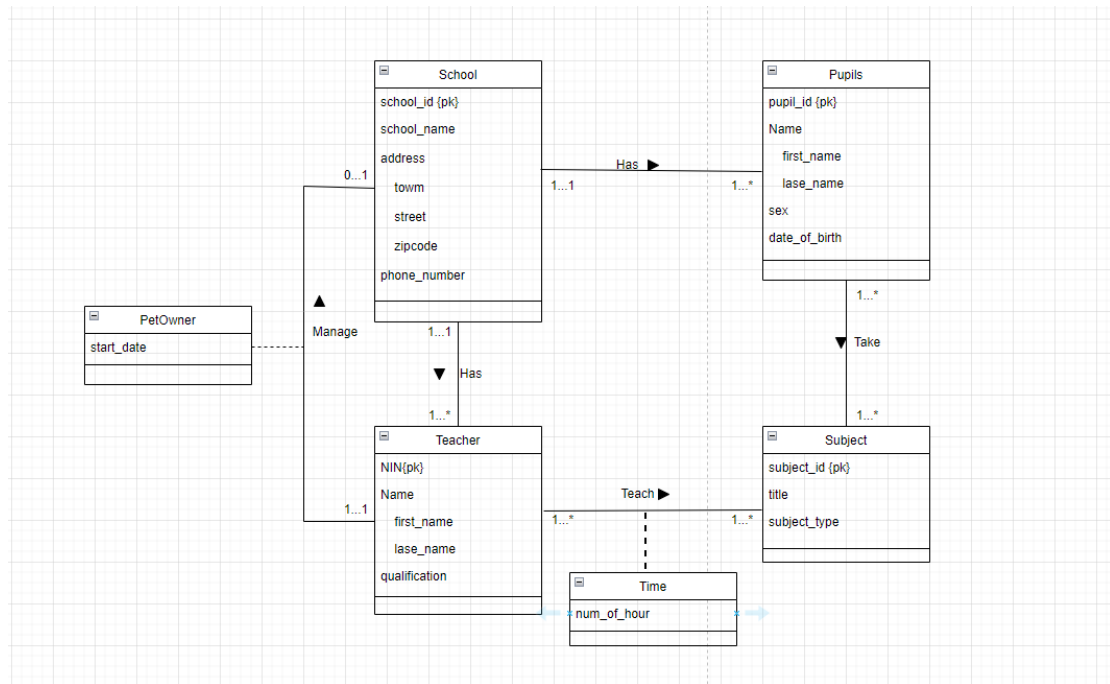 School
school_id {pk}
school_name
address
towm
street
zipcode
phone_number
Has
1...1
1...*
Pupils
pupil_id {pk}
Name
first_name
lase_name
sex
date_of_birth
0...1
Manage
1...1
PetOwner
start_date
1...1
Has
1...*
1...*
Take
1...*
Teacher
NIN{pk}
Name
first_name
lase_name
qualification
Teach
1...*
1...*
Subject
subject_id {pk}
title
subject_type
Time
num_of_hour